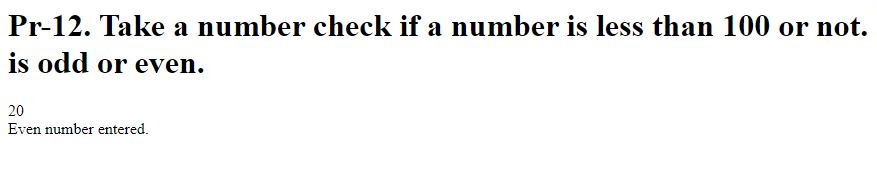 Pr-12. Take a number check if a number is less than 100 or not.
is odd or even.
20
Even number entered.